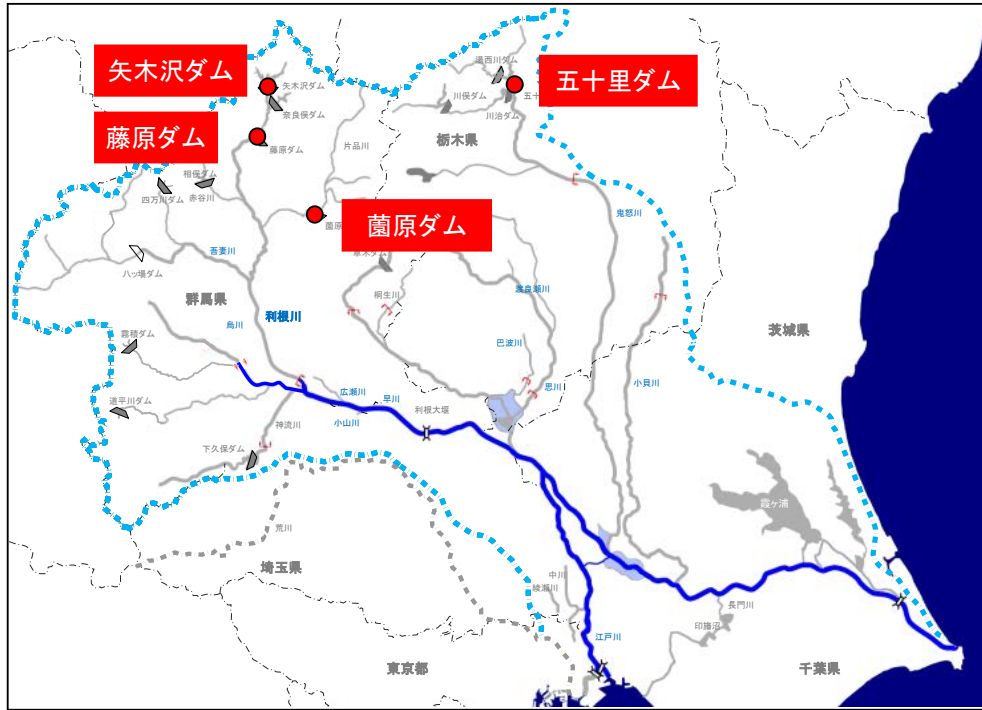 矢木沢ダム
五十里ダム
藤原ダム
薗原ダム
湯西川ダム
川俣ダム
五十
川治ダム
矢木沢ダム
奈良俣ダム
藤原ダム
片品川
栃木県
相俣ダム
四万川ダム
赤谷川
薗原
鬼怒川
吾妻川
草木ダム
八ッ場ダム
桐生川
渡良瀬川
群馬県
利根川
烏川
茨城県
霧積ダム
巴波川
思川
小貝川
広瀬川
早川
利根大堰
道平川ダム
小山川
神流川
下久保ダム
霞ヶ浦
荒川
埼玉県
中川
綾瀬川
長門川
印旛沼
江戸川
東京都
千葉県